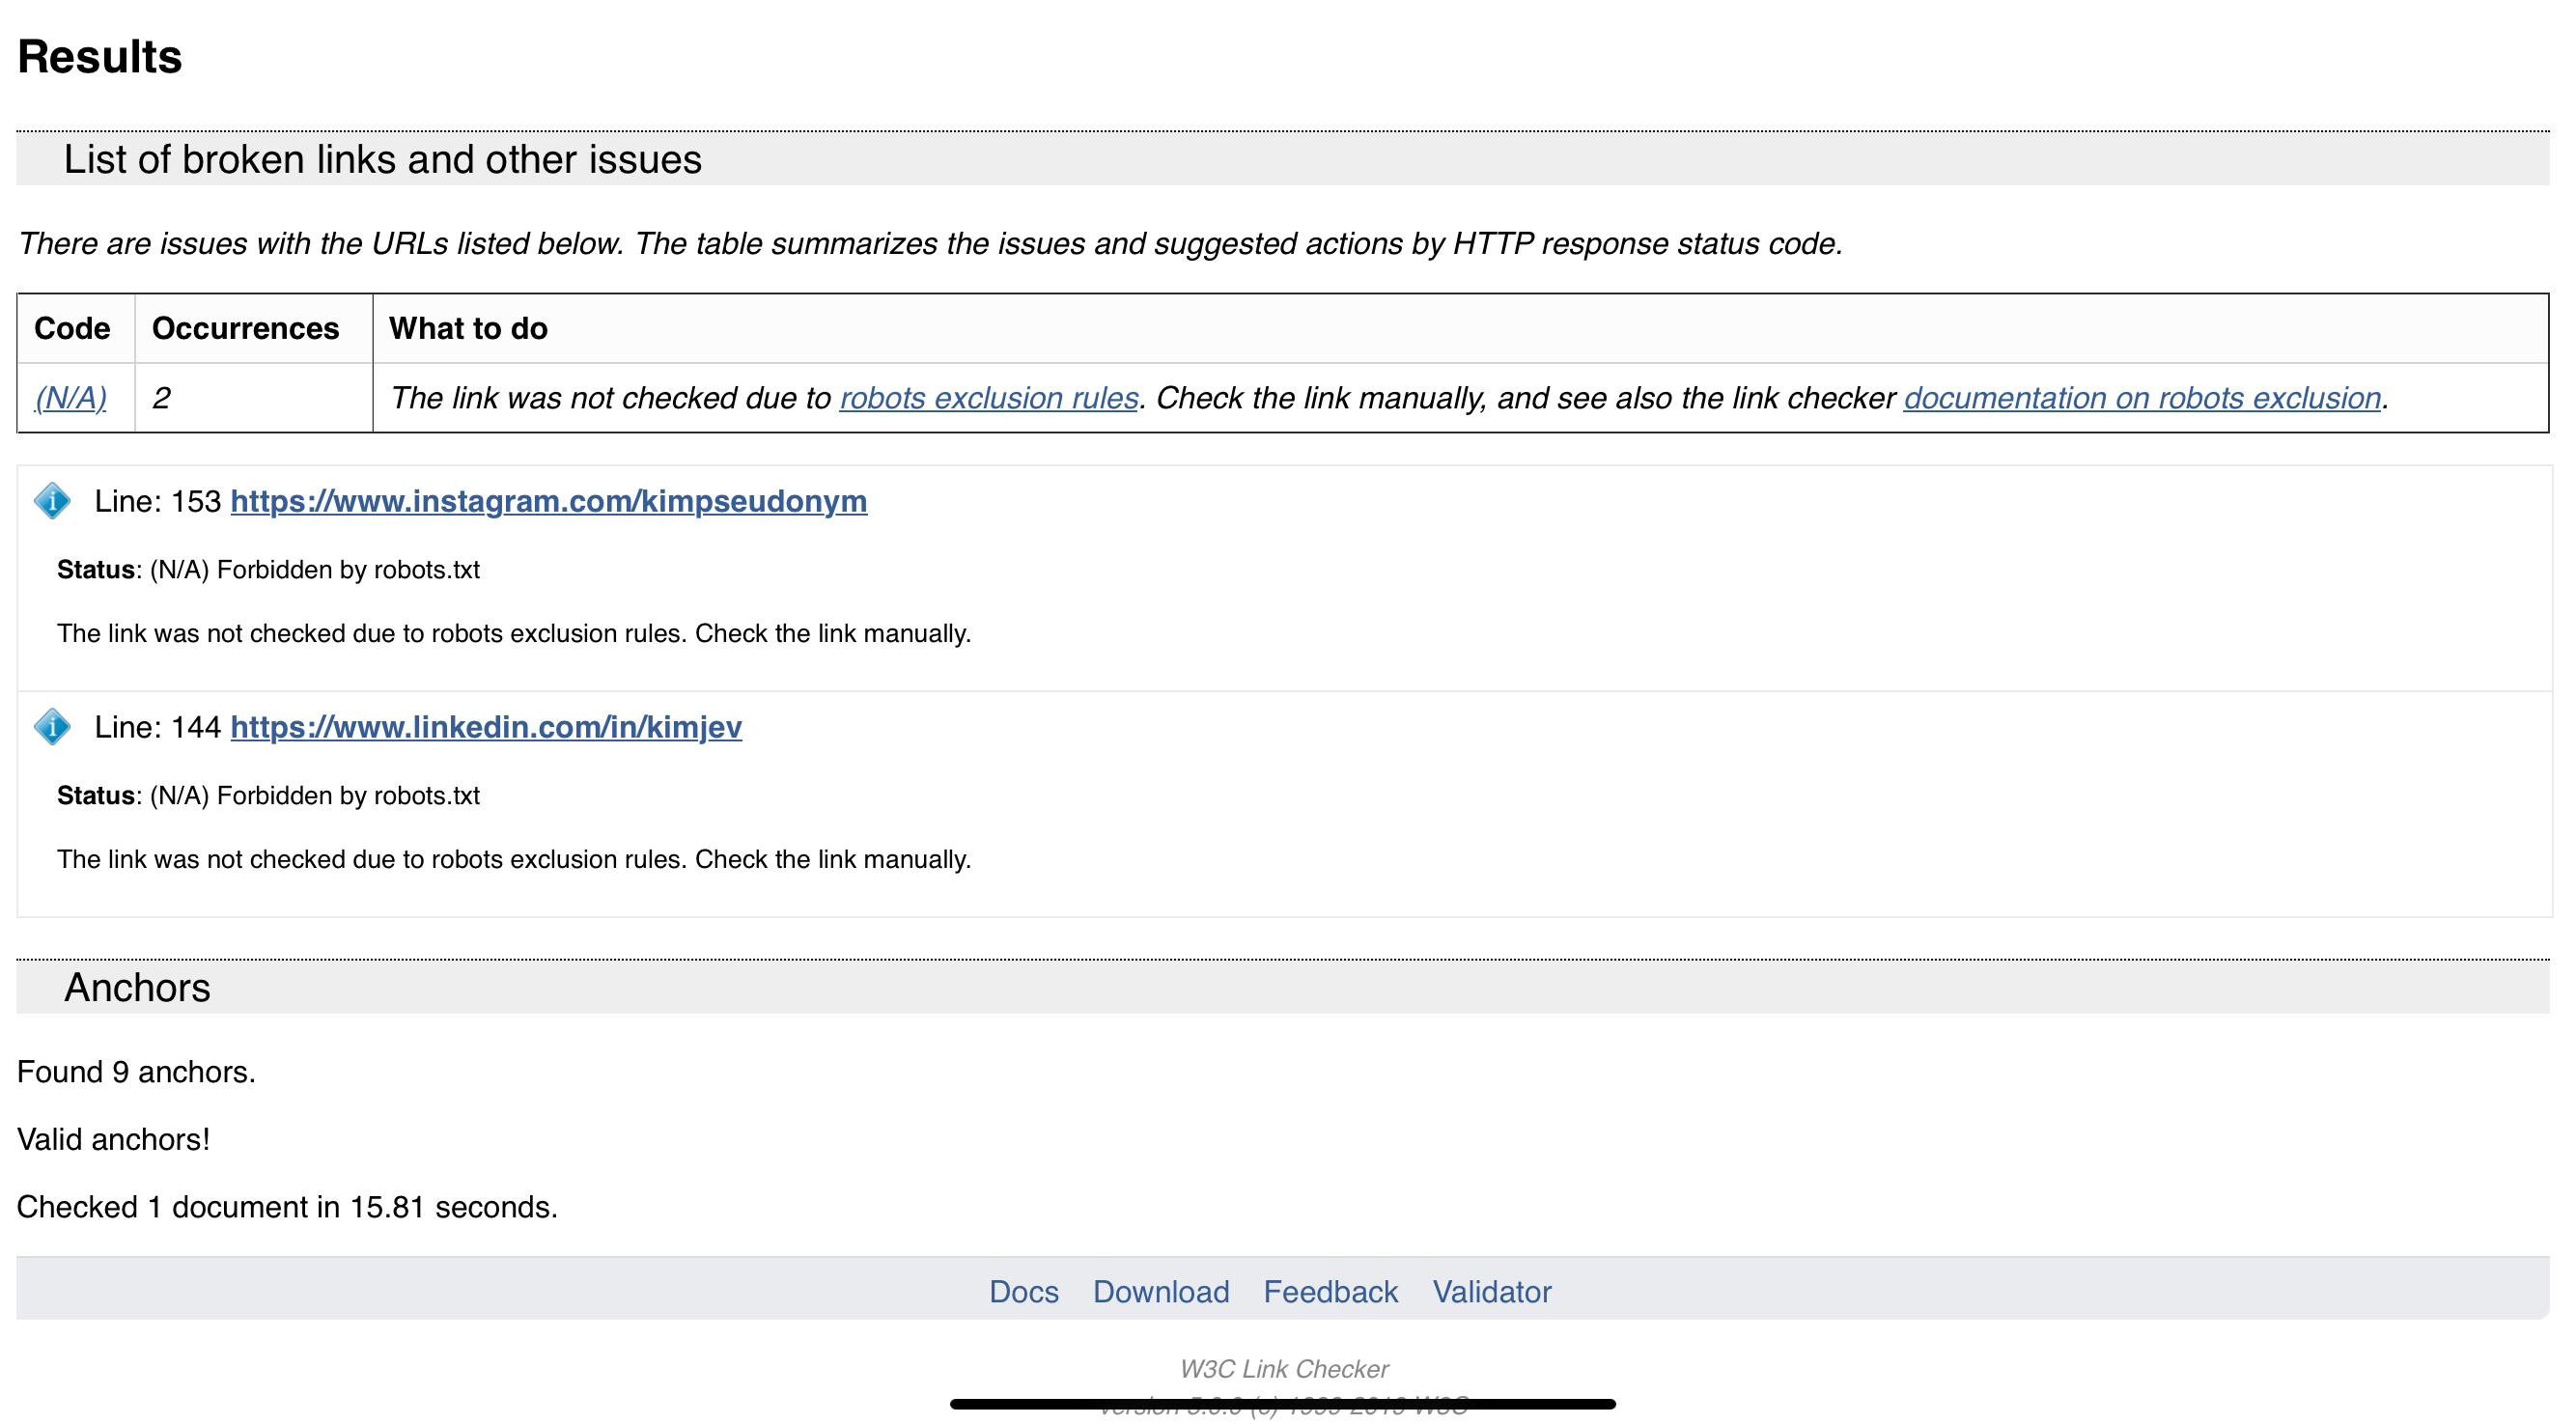 Results
List of broken links and other issues
There are issues with the URLs listed below. The table summarizes the issues and suggested actions by HTTP response status code.
Code Occurrences What to do
(N/A) 2 The link was not checked due to robots exclusion rules. Check the link manually, and see also the link checker documentation on robots exclusion.
Line: 153 https://www.instagram.com/kimpseudonym
Status: (N/A) Forbidden by robots.txt
The link was not checked due to robots exclusion rules. Check the link manually.
Line: 144 https://www.linkedin.com/in/kimjev
Status: (N/A) Forbidden by robots.txt
The link was not checked due to robots exclusion rules. Check the link manually.
Anchors
Found 9 anchors.
Valid anchors!
Checked 1 document in 15.81 seconds.
Docs Download Feedback Validator
W3C Link Checker